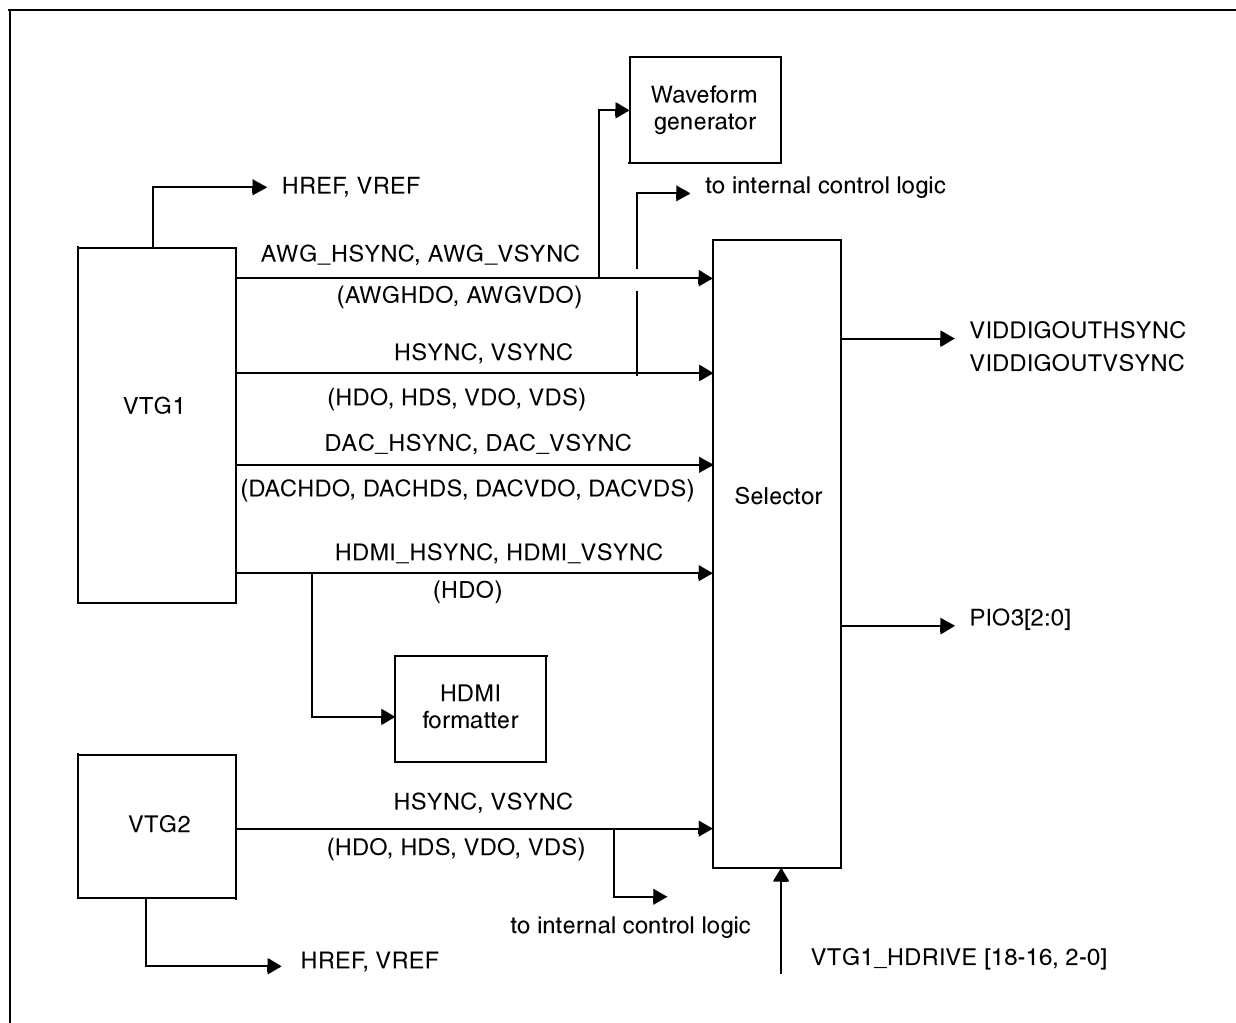 Waveform
generator
HREF, VREF
to internal control logic
AWG_HSYNC, AWG_VSYNC
(AWGHDO, AWGVDO)
VIDDIGOUTHSYNC
VIDDIGOUTVSYNC
HSYNC, VSYNC
(HDO, HDS, VDO, VDS)
VTG1
DAC_HSYNC, DAC_VSYNC
(DACHDO, DACHDS, DACVDO, DACVDS)
Selector
HDMI_HSYNC, HDMI_VSYNC
(HDO)
PIO3[2:0]
HDMI
formatter
HSYNC, VSYNC
VTG2
(HDO, HDS, VDO, VDS)
to internal control logic
HREF, VREF
VTG1_HDRIVE [18-16, 2-0]